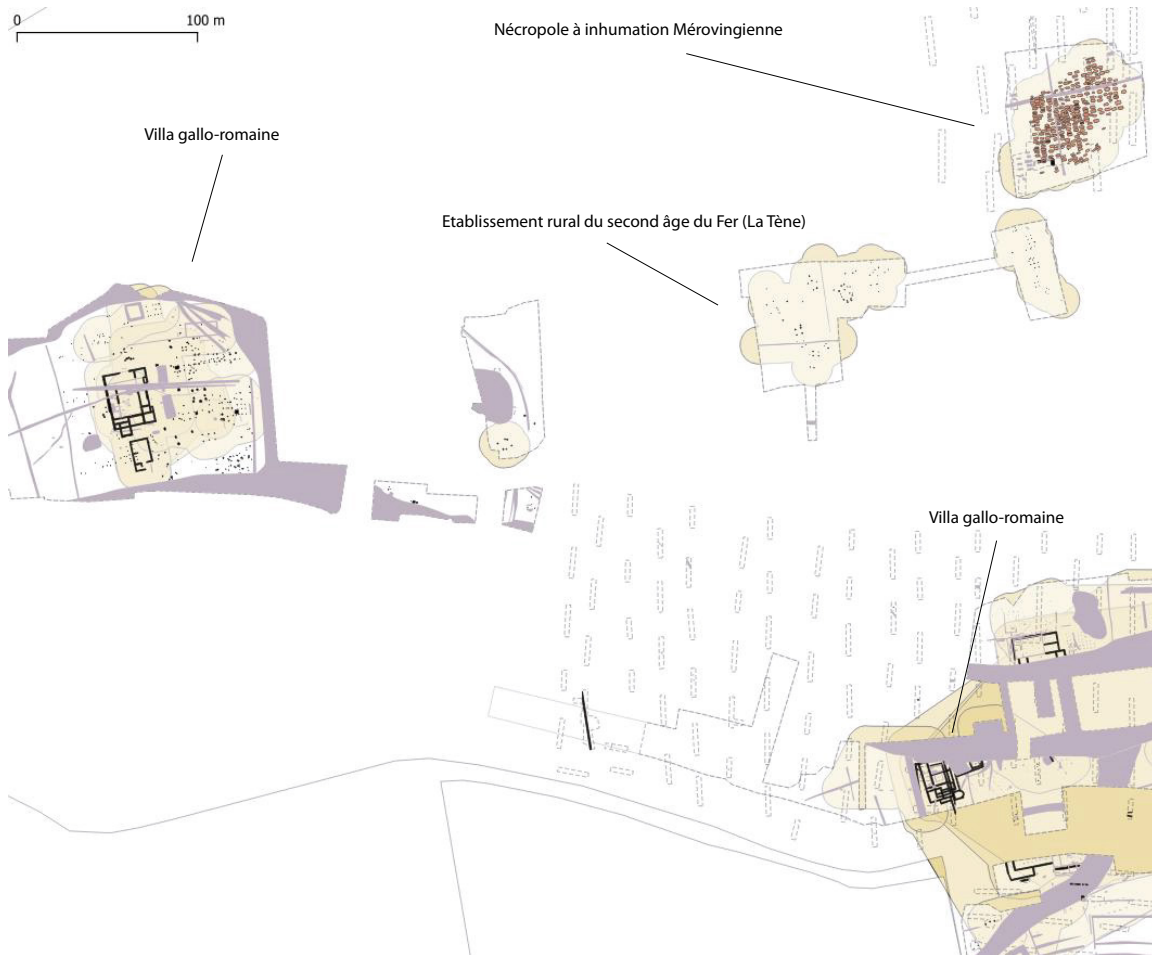 0 100 m
Nécropole à inhumation Mérovingienne
Villa gallo-romaine
Etablissement rural du second âge du Fer (La Tène)
Villa gallo-romaine